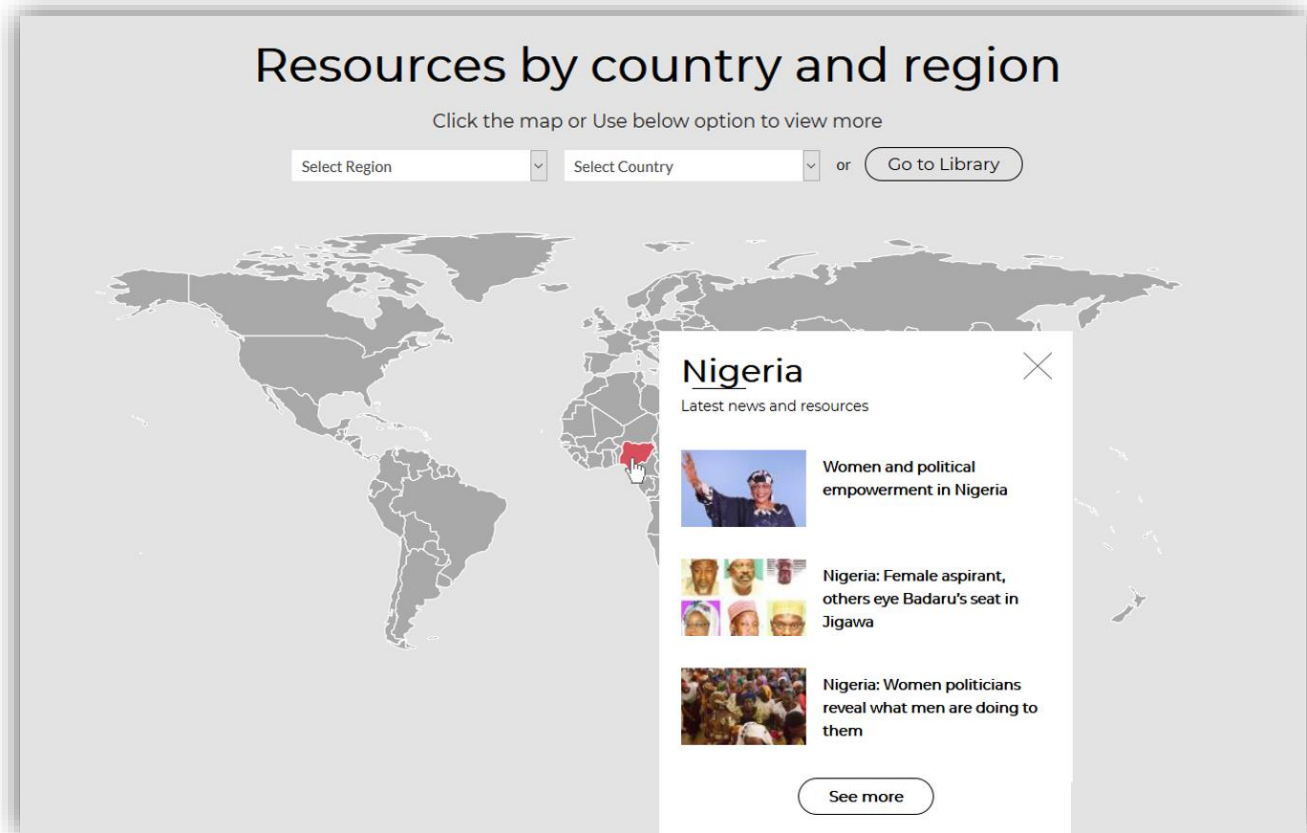 Resources by country and region
Click the map or Use below option to view more
Select Region
Select Country
or
Go to Library
Nigeria
Latest news and resources
Women and political
empowerment in Nigeria
Nigeria: Female aspirant,
others eye Badaru's seat in
Jigawa
Nigeria: Women politicians
reveal what men are doing to
them
See more